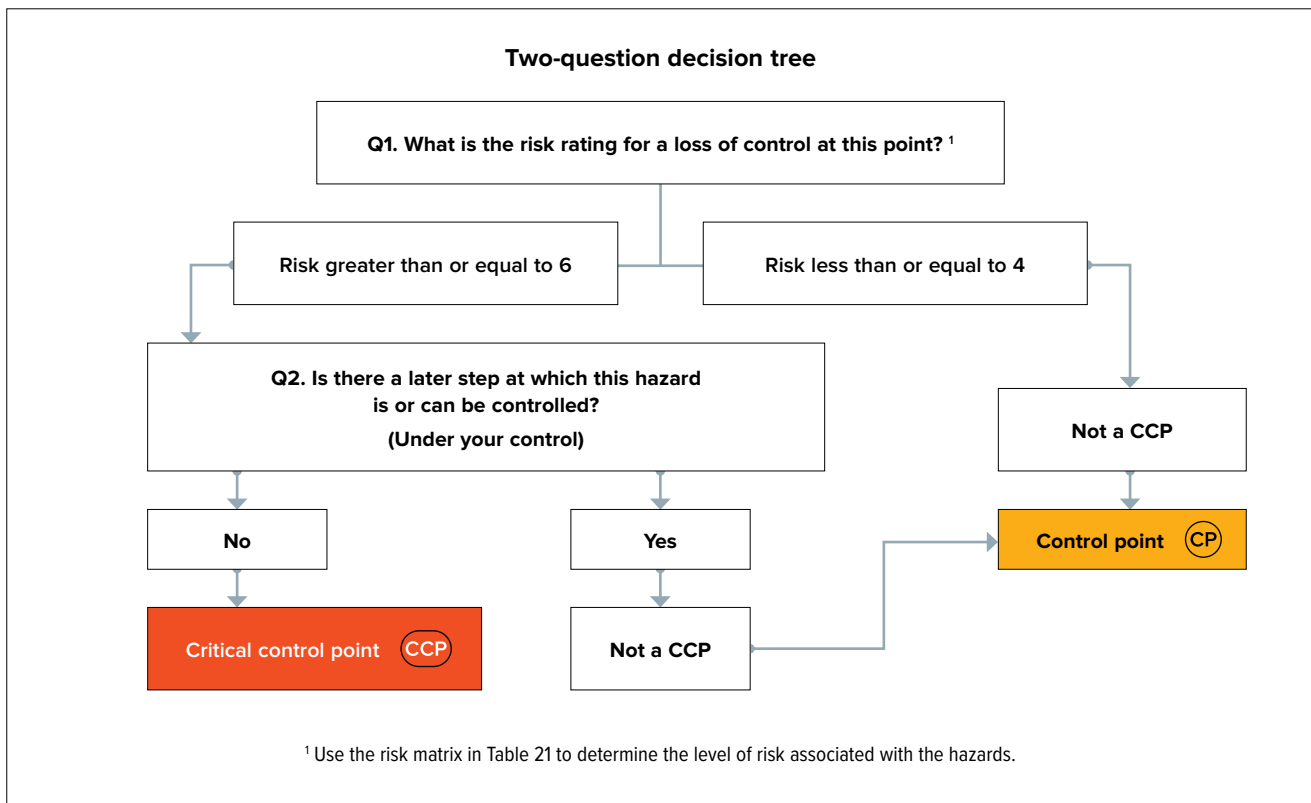 Two-question decision tree
Q1. What is the risk rating for a loss of control at this point? ¹
Risk greater than or equal to 6
Risk less than or equal to 4
Q2. Is there a later step at which this hazard
is or can be controlled?
(Under your control)
Not a CCP
No
Yes
Control point CP
Critical control point CCP
Not a CCP
¹ Use the risk matrix in Table 21 to determine the level of risk associated with the hazards.